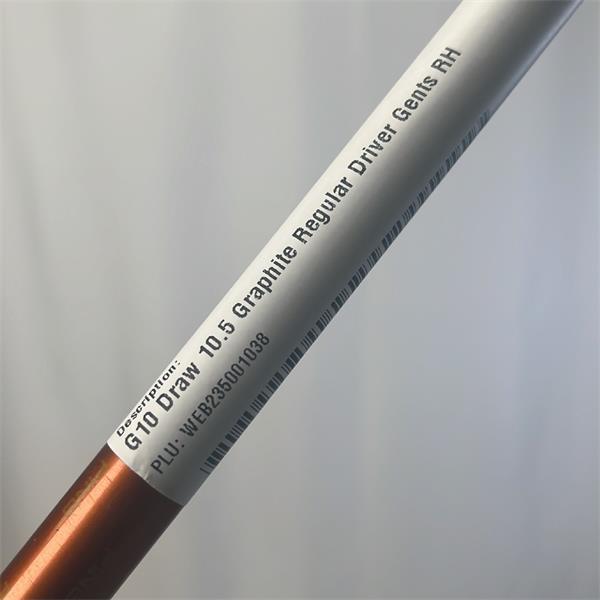 Description:
G10 Draw 10.5 Graphite Regular Driver Gents RH
PLU: WEB235001038